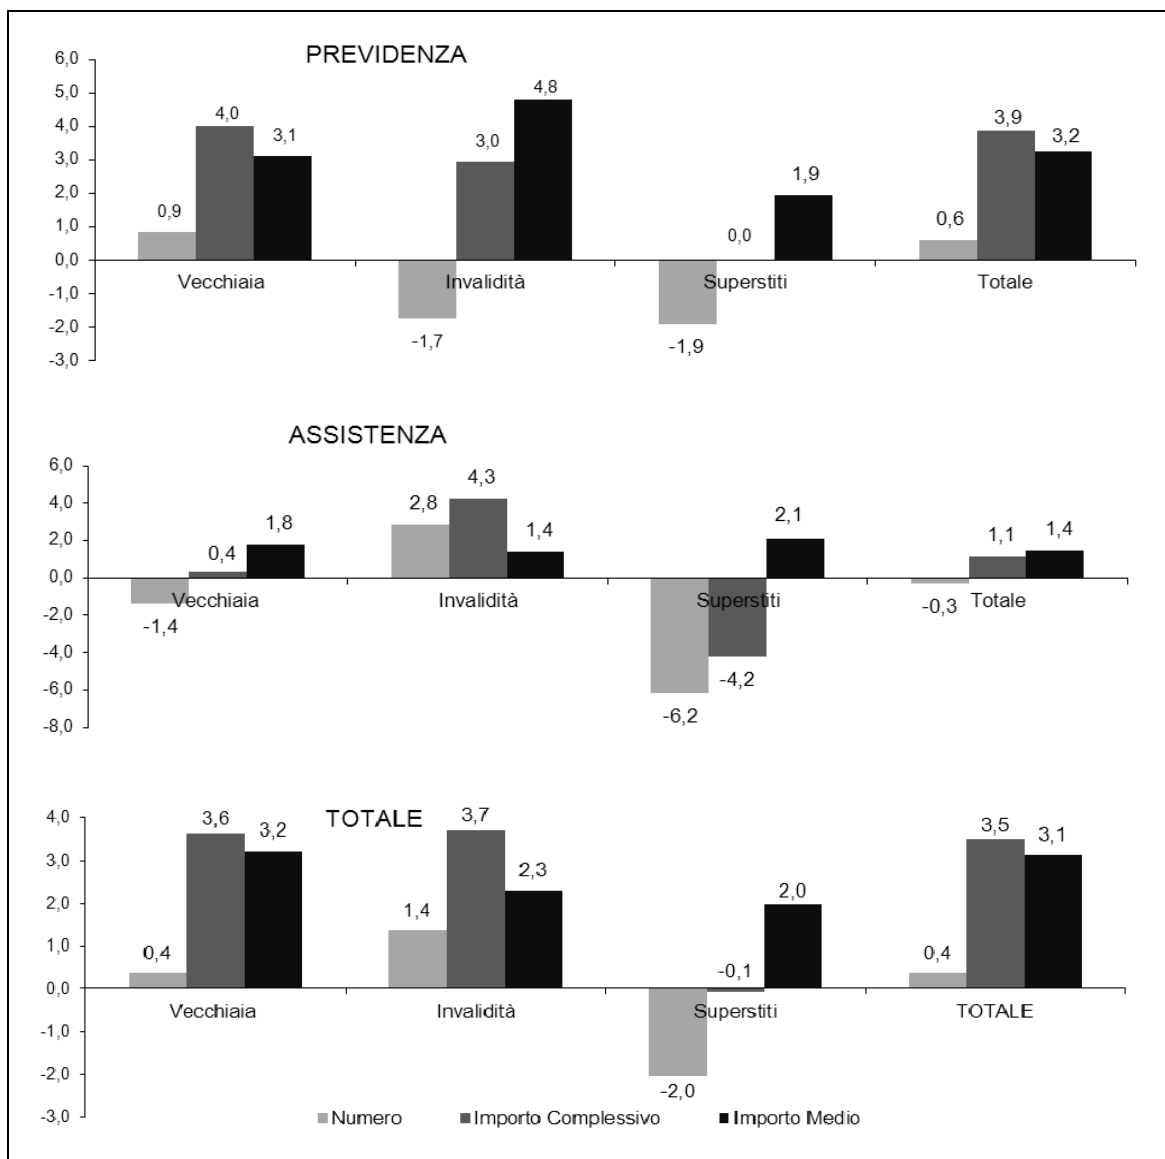 PREVIDENZA
6,0
5,0
4,0
3,0
2,0
1,0
0,0
-1,0
-2,0
-3,0
0,9 4,0 3,1
-1,7 3,0 4,8
-1,9 0,0 1,9
0,6 3,9 3,2
Vecchiaia Invalidità Superstiti Totale
ASSISTENZA
6,0
4,0
2,0
0,0
-2,0
-4,0
-6,0
-8,0
-1,4 0,4 1,8
2,8 4,3 1,4
-6,2 -4,2 2,1
-0,3 1,1 1,4
Vecchiaia Invalidità Superstiti Totale
TOTALE
4,0
3,0
2,0
1,0
0,0
-1,0
-2,0
-3,0
0,4 3,6 3,2
1,4 3,7 2,3
-2,0 -0,1 2,0
0,4 3,5 3,1
Vecchiaia Invalidità Superstiti TOTALE
Numero Importo Complessivo Importo Medio